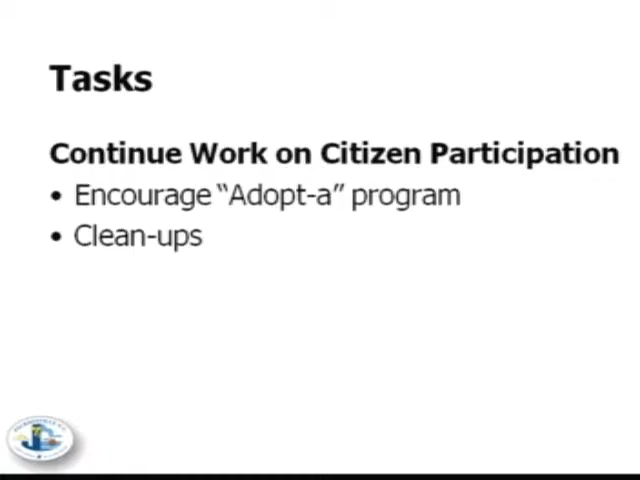 Tasks
Continue Work on Citizen Participation
• Encourage “Adopt-a” program
• Clean-ups